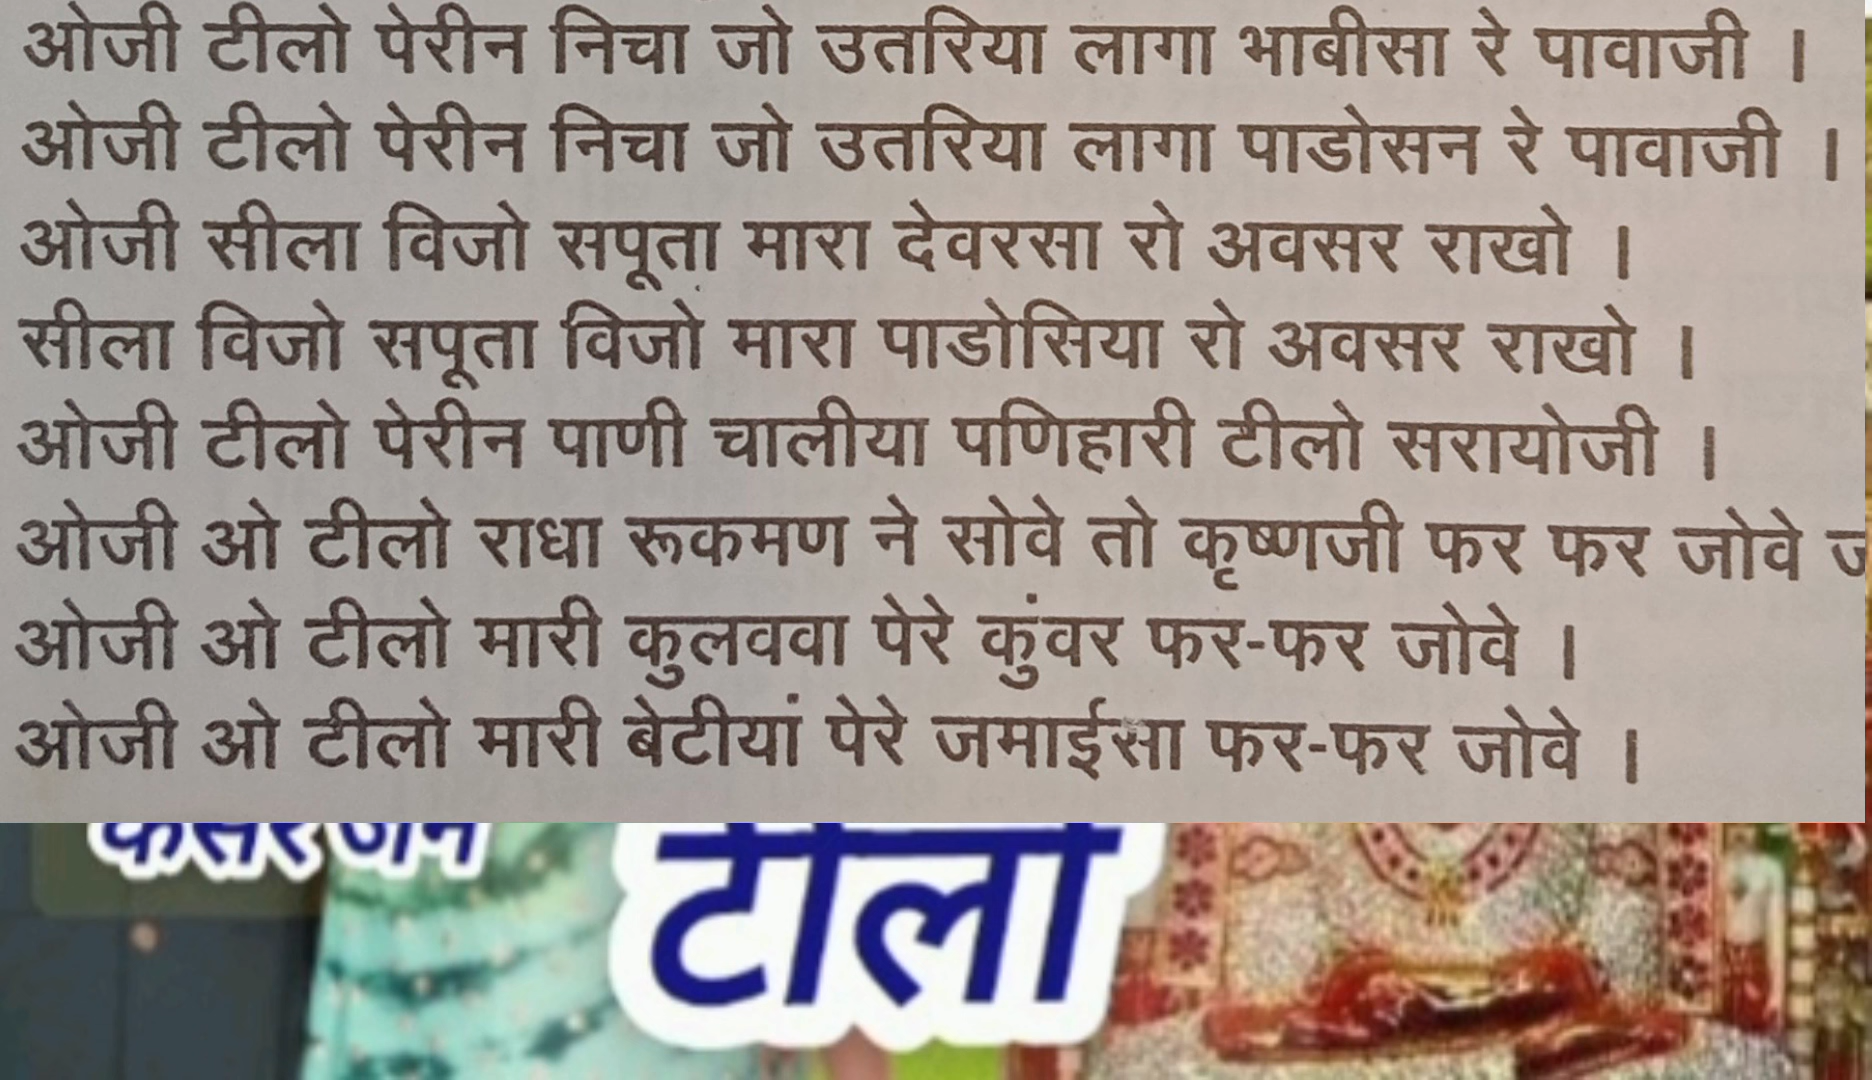 ओजी टीलो पेरीन निचा जो उतरिया लागा भाबीसा रे पावाजी ।
ओजी टीलो पेरीन निचा जो उतरिया लागा पाडोसन रे पावाजी ।
ओजी सीला विजो सपूता मारा देवरसा रो अवसर राखो ।
सीला विजो सपूता विजो मारा पाडोसिया रो अवसर राखो ।
ओजी टीलो पेरीन पाणी चालीया पणिहारी टीलो सरायोजी ।
ओजी ओ टीलो राधा रूकमण ने सोवे तो कृष्णजी फर फर जोवे
ओजी ओ टीलो मारी कुलववा पेरे कुंवर फर-फर जोवे ।
ओजी ओ टीलो मारी बेटीयां पेरे जमाईसा फर-फर जोवे ।
टीलो